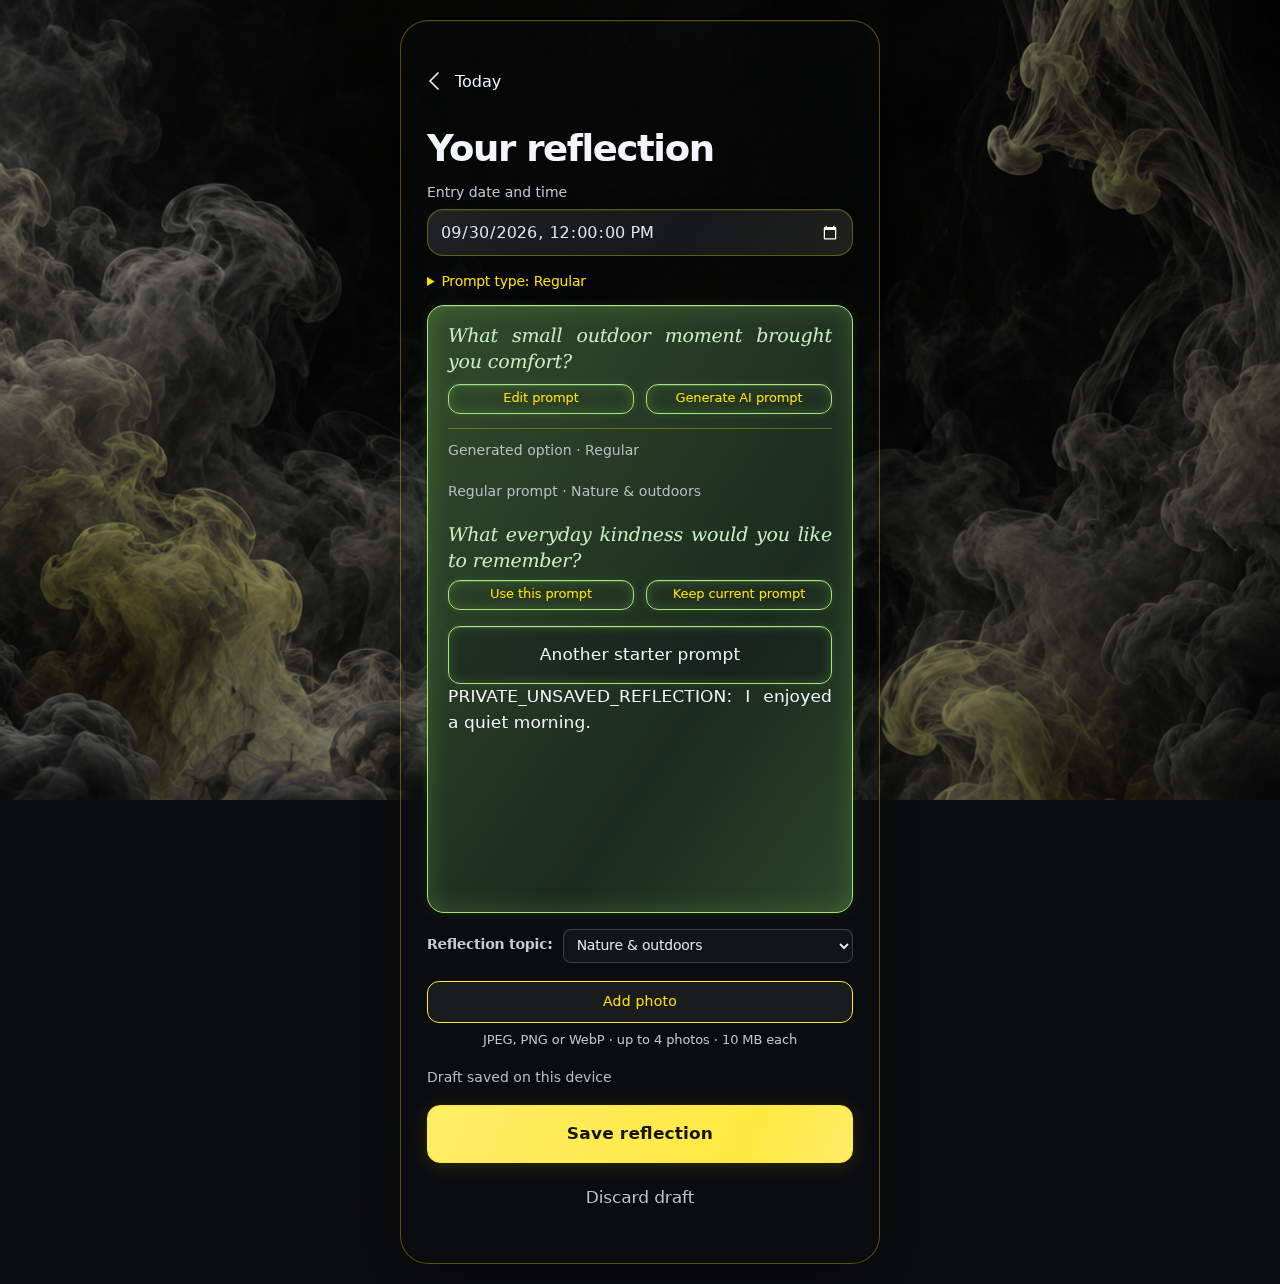 Today
Your reflection
Entry date and time
09/30/2026, 12:00:00 PM
Prompt type: Regular
What small outdoor moment brought
you comfort?
Edit prompt
Generate AI prompt
Generated option · Regular
Regular prompt · Nature & outdoors
What everyday kindness would you like
to remember?
Use this prompt
Keep current prompt
Another starter prompt
PRIVATE_UNSAVED_REFLECTION: I enjoyed
a quiet morning.
Reflection topic:
Nature & outdoors
Add photo
JPEG, PNG or WebP · up to 4 photos · 10 MB each
Draft saved on this device
Save reflection
Discard draft